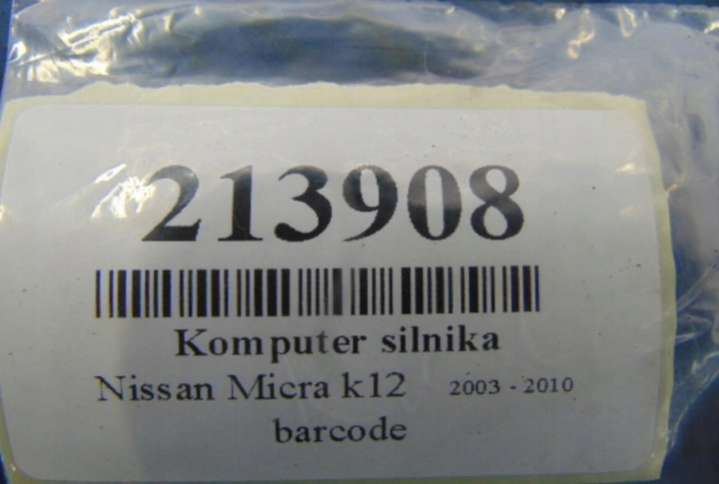 213908
Komputer silnika
Nissan Micra k12 2003 - 2010
barcode